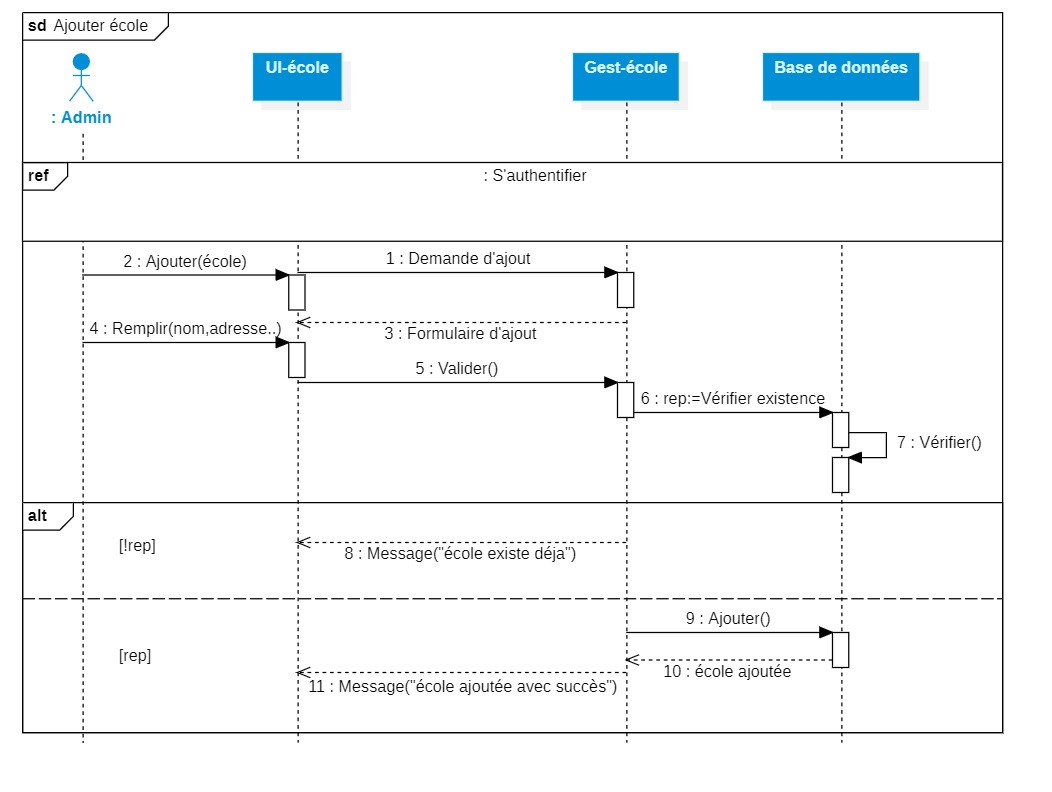 sd Ajouter école
UI-école
Gest-école
Base de données
: Admin
ref
: S'authentifier
2 : Ajouter(école)
1 : Demande d'ajout
4 : Remplir(nom,adresse..)
3 : Formulaire d'ajout
5 : Valider()
6 : rep:=Vérifier existence
7 : Vérifier()
alt
[!rep]
8 : Message("école existe déja")
9 : Ajouter()
[rep]
10 : école ajoutée
11 : Message("école ajoutée avec succès")